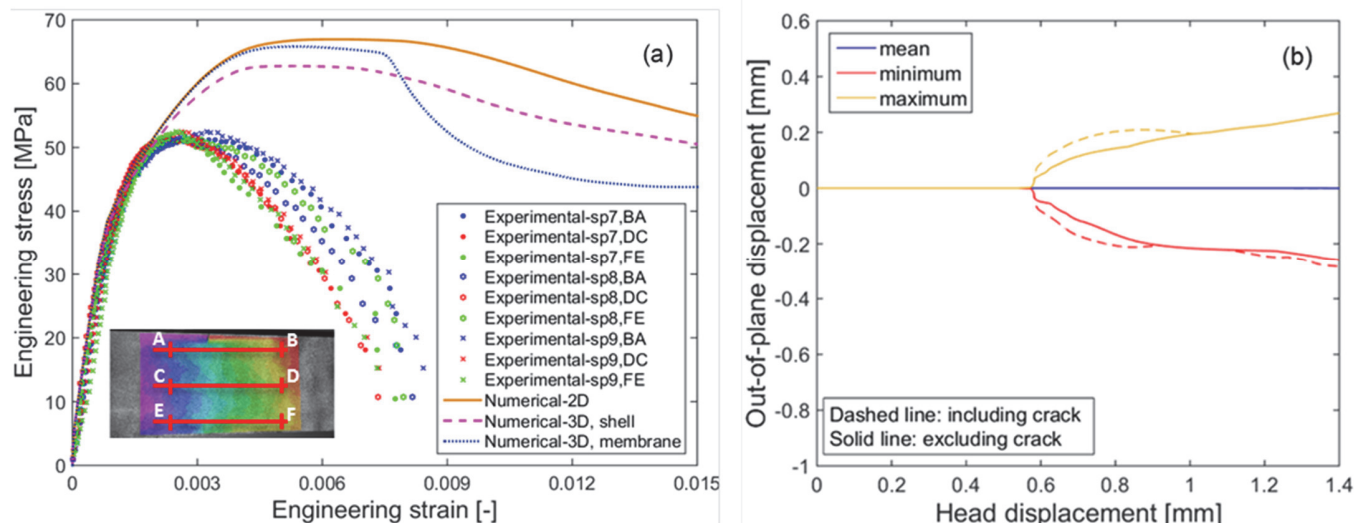 70
60
50
40
30
20
10
0
Engineering stress [MPa]
(a)
Experimental-sp7,BA
Experimental-sp7,DC
Experimental-sp7,FE
Experimental-sp8,BA
Experimental-sp8,DC
Experimental-sp8,FE
Experimental-sp9,BA
Experimental-sp9,DC
Experimental-sp9,FE
Numerical-2D
Numerical-3D, shell
Numerical-3D, membrane
A B
C D
E F
0 0.003 0.006 0.009 0.012 0.015
Engineering strain [-]
0.6
0.4
0.2
0
-0.2
-0.4
-0.6
-0.8
-1
Out-of-plane displacement [mm]
mean
minimum
maximum
(b)
Dashed line: including crack
Solid line: excluding crack
0 0.2 0.4 0.6 0.8 1 1.2 1.4
Head displacement [mm]